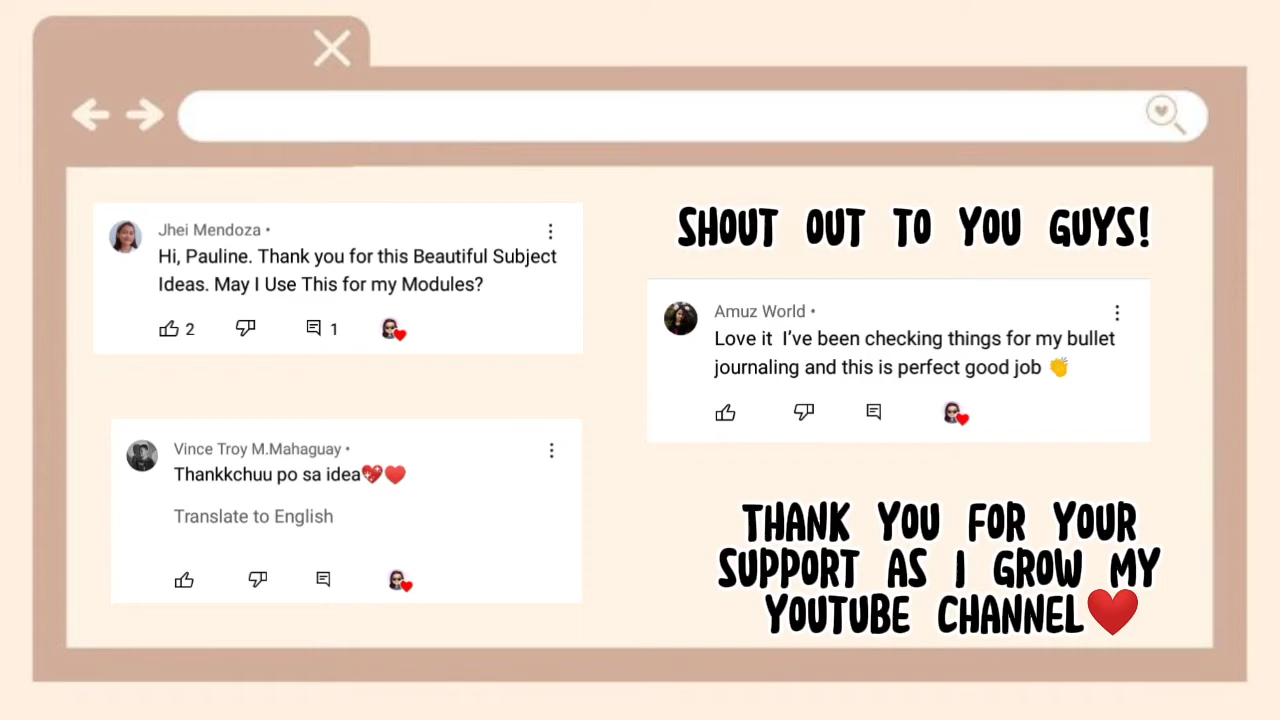 Jhei Mendoza •
Hi, Pauline. Thank you for this Beautiful Subject
Ideas. May I Use This for my Modules?
2
1
Vince Troy M.Mahaguay •
Thankkchuu po sa idea💖♥️
Translate to English
SHOUT OUT TO YOU GUYS!
Amuz World •
Love it I’ve been checking things for my bullet
journaling and this is perfect good job 👏
THANK YOU FOR YOUR
SUPPORT AS I GROW MY
YOUTUBE CHANNEL❤️